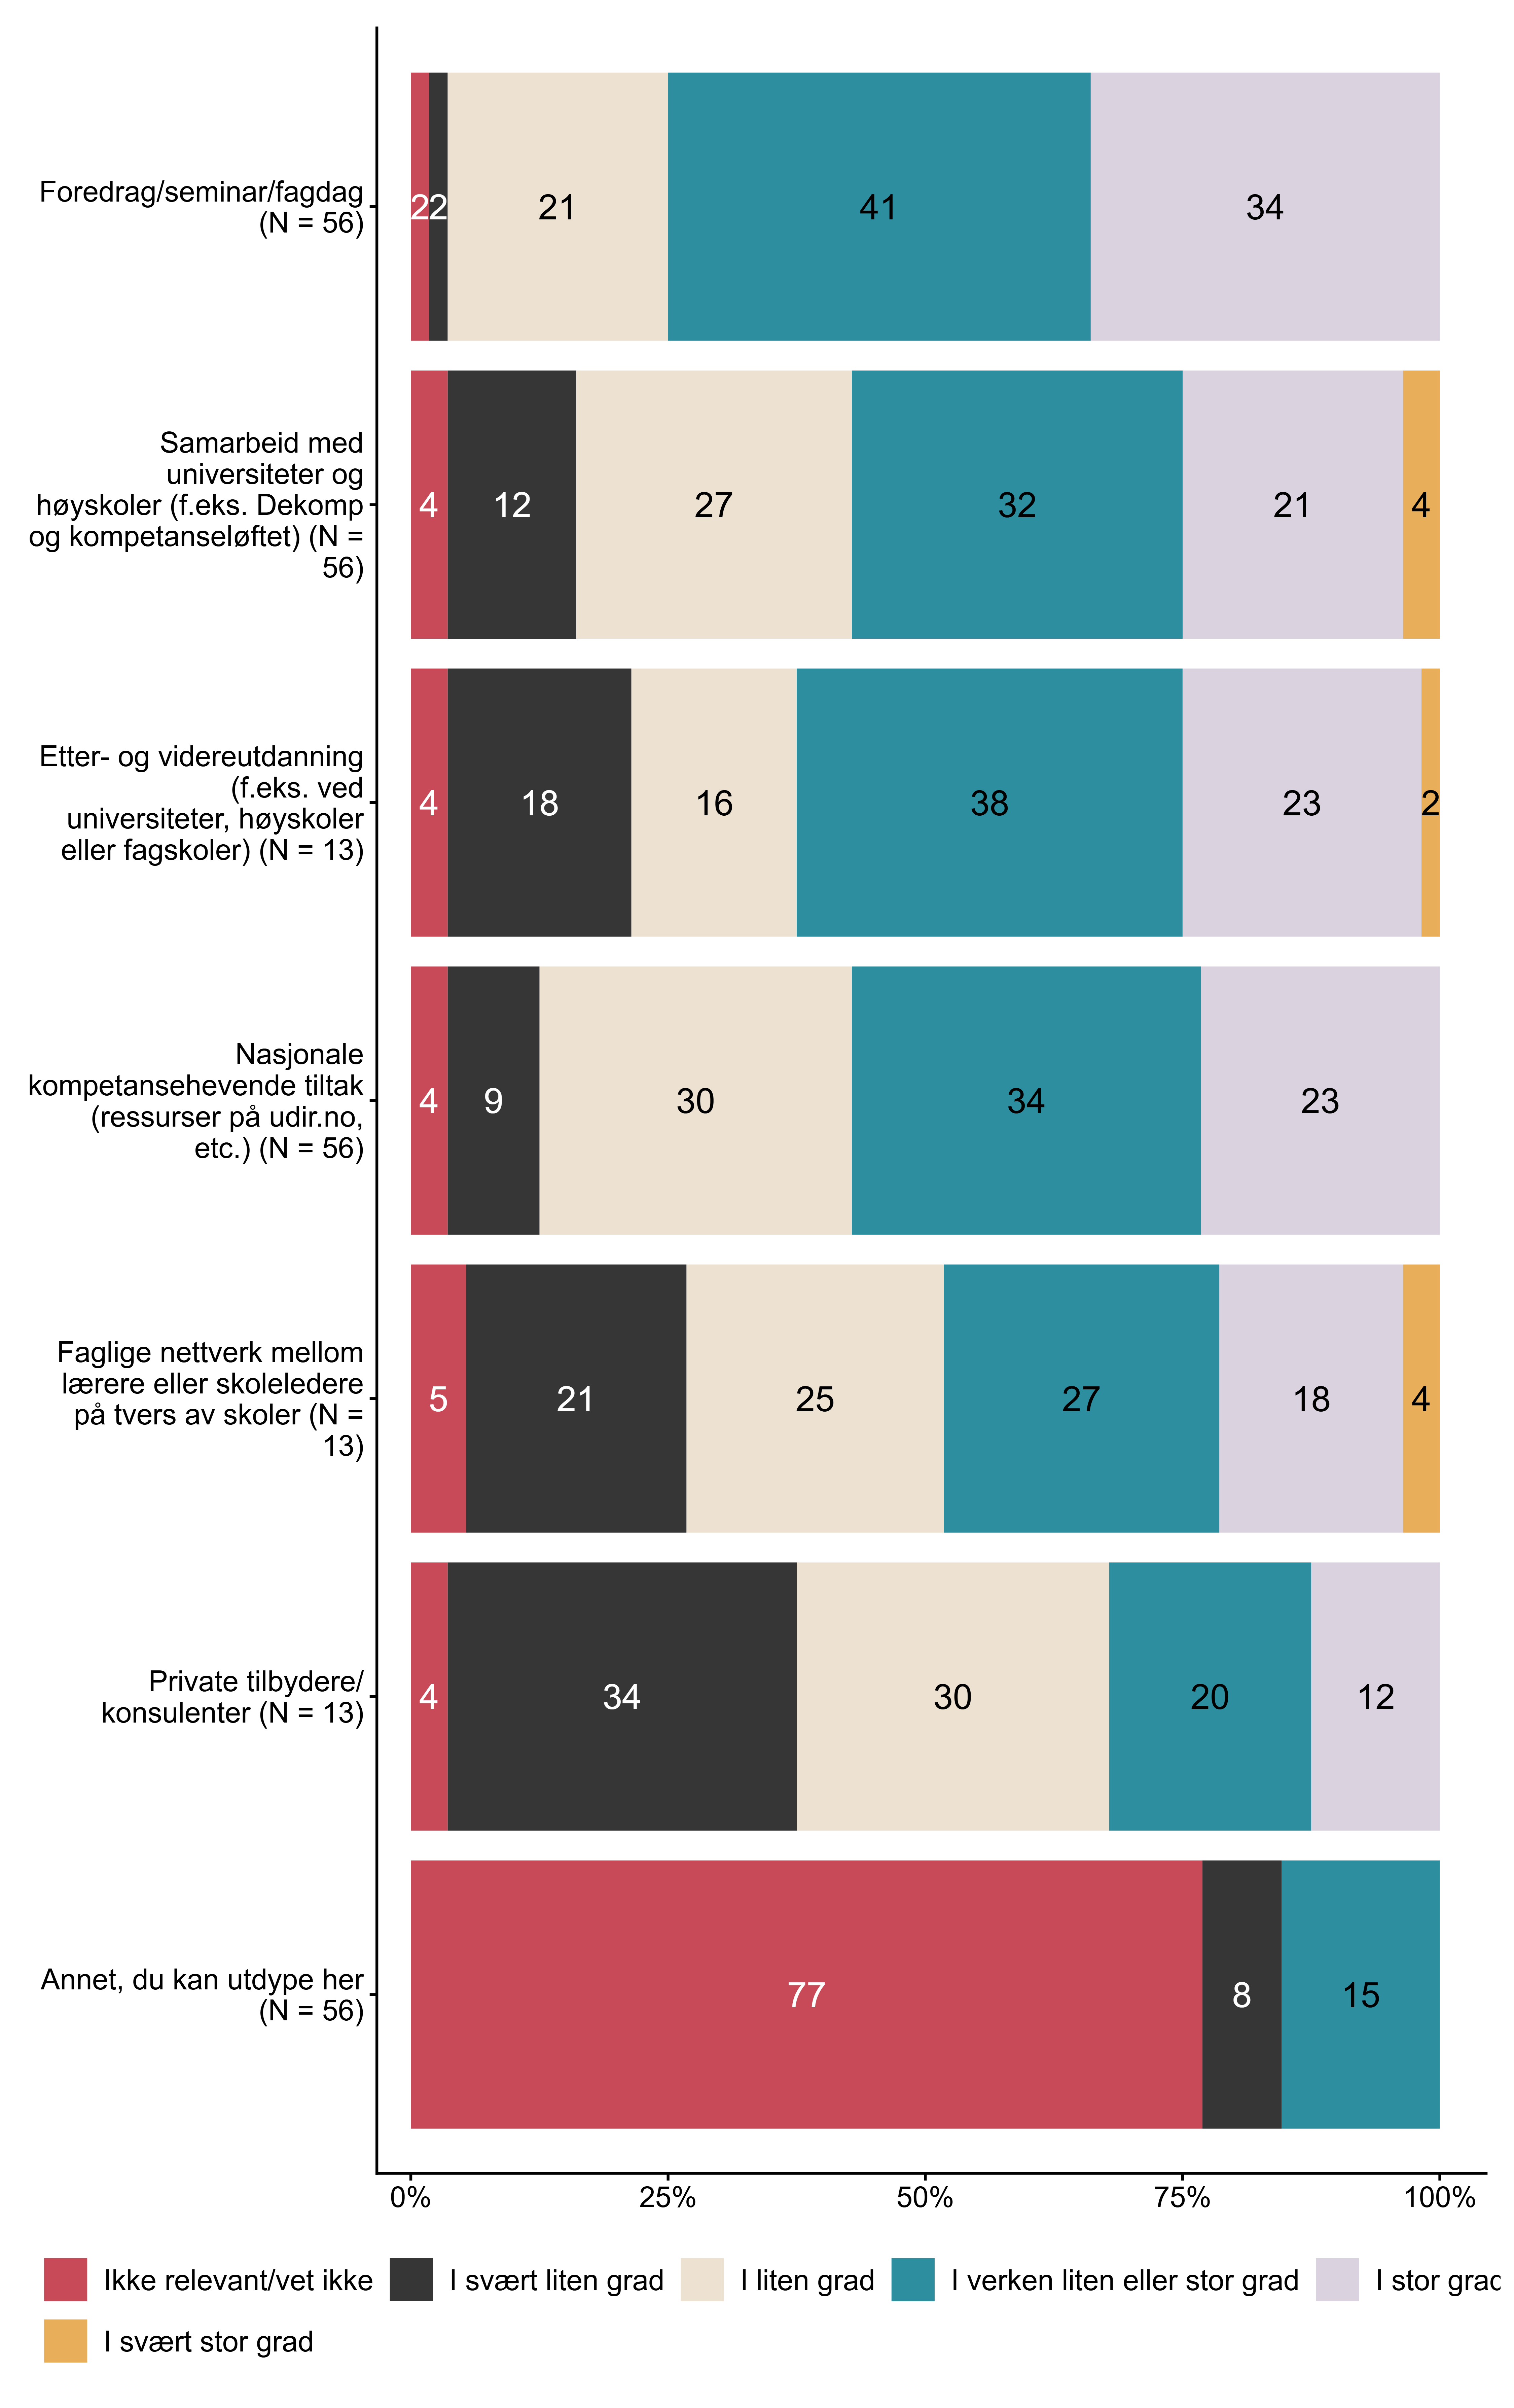 Foredrag/seminar/fagdag
(N = 56)
2 2 21 41 34
Samarbeid med
universiteter og
høyskoler (f.eks. Dekomp
og kompetanseløftet) (N =
56)
4 12 27 32 21 4
Etter- og videreutdanning
(f.eks. ved
universiteter, høyskoler
eller fagskoler) (N = 13)
4 18 16 38 23 2
Nasjonale
kompetansehevende tiltak
(ressurser på udir.no,
etc.) (N = 56)
4 9 30 34 23
Faglige nettverk mellom
lærere eller skoleledere
på tvers av skoler (N =
13)
5 21 25 27 18 4
Private tilbydere/
konsulenter (N = 13)
4 34 30 20 12
Annet, du kan utdype her
(N = 56)
77 8 15
0% 25% 50% 75% 100%
Ikke relevant/vet ikke I svært liten grad I liten grad I verken liten eller stor grad I stor grad
I svært stor grad